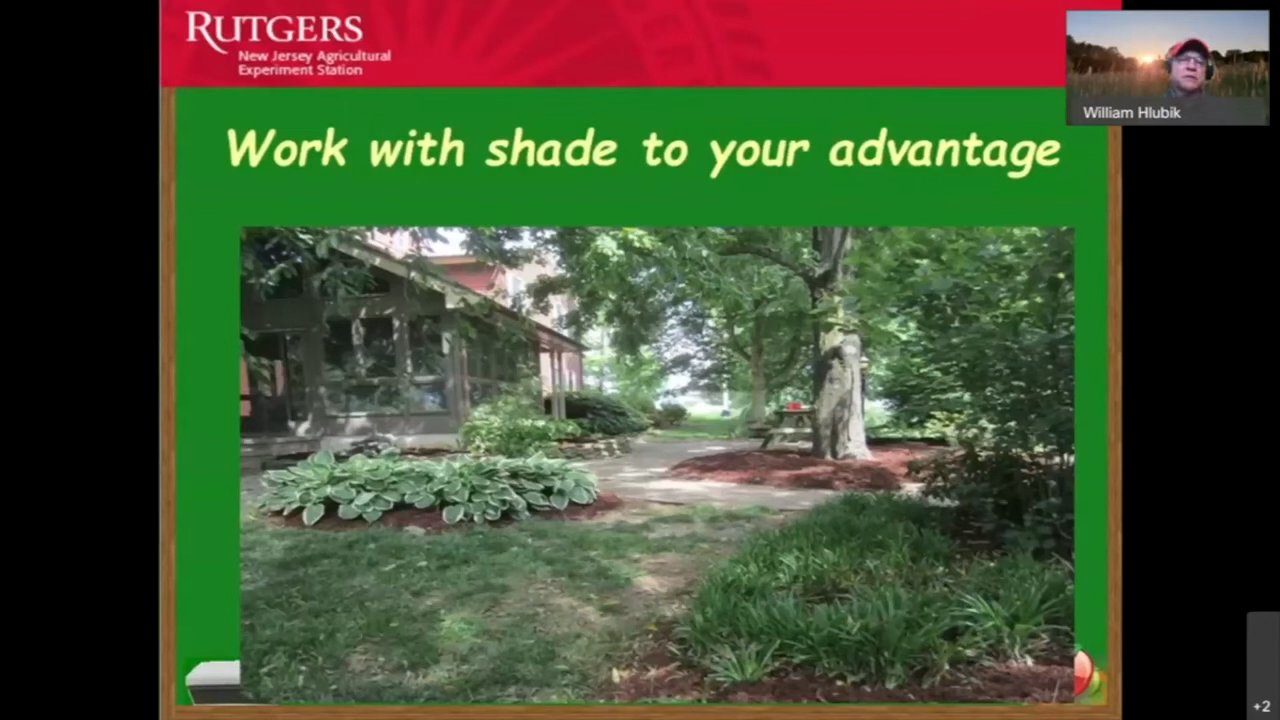 RUTGERS
New Jersey Agricultural
Experiment Station
William Hlubik
Work with shade to your advantage
+2